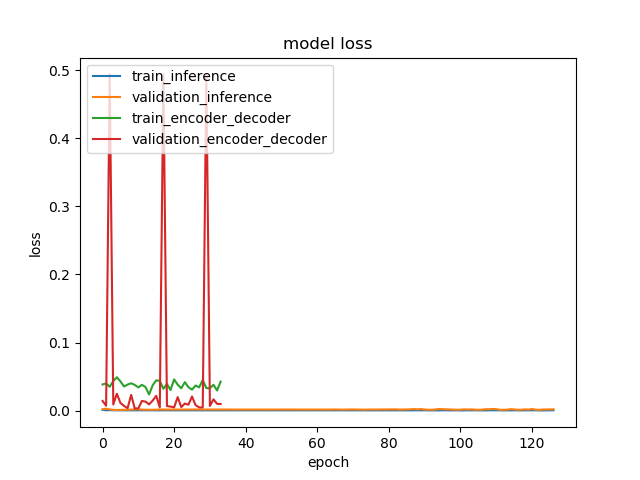 model loss
train_inference
validation_inference
train_encoder_decoder
validation_encoder_decoder
0.5
0.4
0.3
0.2
0.1
0.0
loss
0 20 40 60 80 100 120
epoch